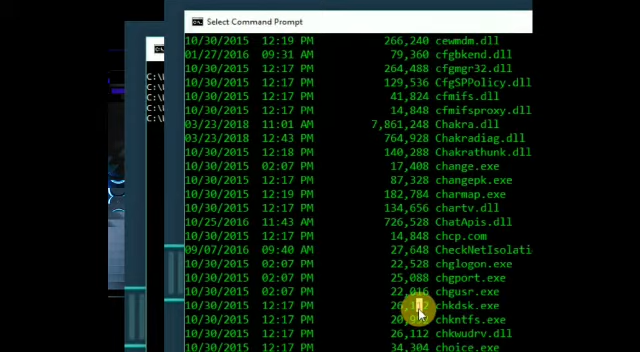 Select Command Prompt
C:\
C:\
C:\
C:\
10/30/2015 12:19 PM 266,240 cewmdm.dll
01/27/2016 09:31 AM 79,360 cfgbkend.dll
10/30/2015 12:17 PM 264,488 cfgmgr32.dll
10/30/2015 12:17 PM 129,536 CfgSPPolicy.dll
10/30/2015 12:17 PM 41,824 cfmifs.dll
10/30/2015 12:17 PM 14,848 cfmifsproxy.dll
03/23/2018 11:01 AM 7,861,248 Chakra.dll
03/23/2018 12:43 PM 764,928 Chakradiag.dll
10/30/2015 12:18 PM 140,288 Chakrathunk.dll
10/30/2015 02:07 PM 17,408 change.exe
10/30/2015 02:07 PM 87,328 changepk.exe
10/30/2015 12:19 PM 182,784 charmap.exe
10/30/2015 12:17 PM 134,656 chartv.dll
10/25/2016 11:43 AM 726,528 ChatApis.dll
10/30/2015 12:17 PM 14,848 chcp.com
09/07/2016 09:40 AM 27,648 CheckNetIsolati
10/30/2015 02:07 PM 22,528 chglogon.exe
10/30/2015 02:07 PM 25,088 chgport.exe
10/30/2015 02:07 PM 22,016 chgusr.exe
10/30/2015 12:17 PM chkdsk.exe
10/30/2015 12:17 PM chkntfs.exe
10/30/2015 12:17 PM 26,112 chkwudrv.dll
10/30/2015 12:17 PM 34,304 choice.exe